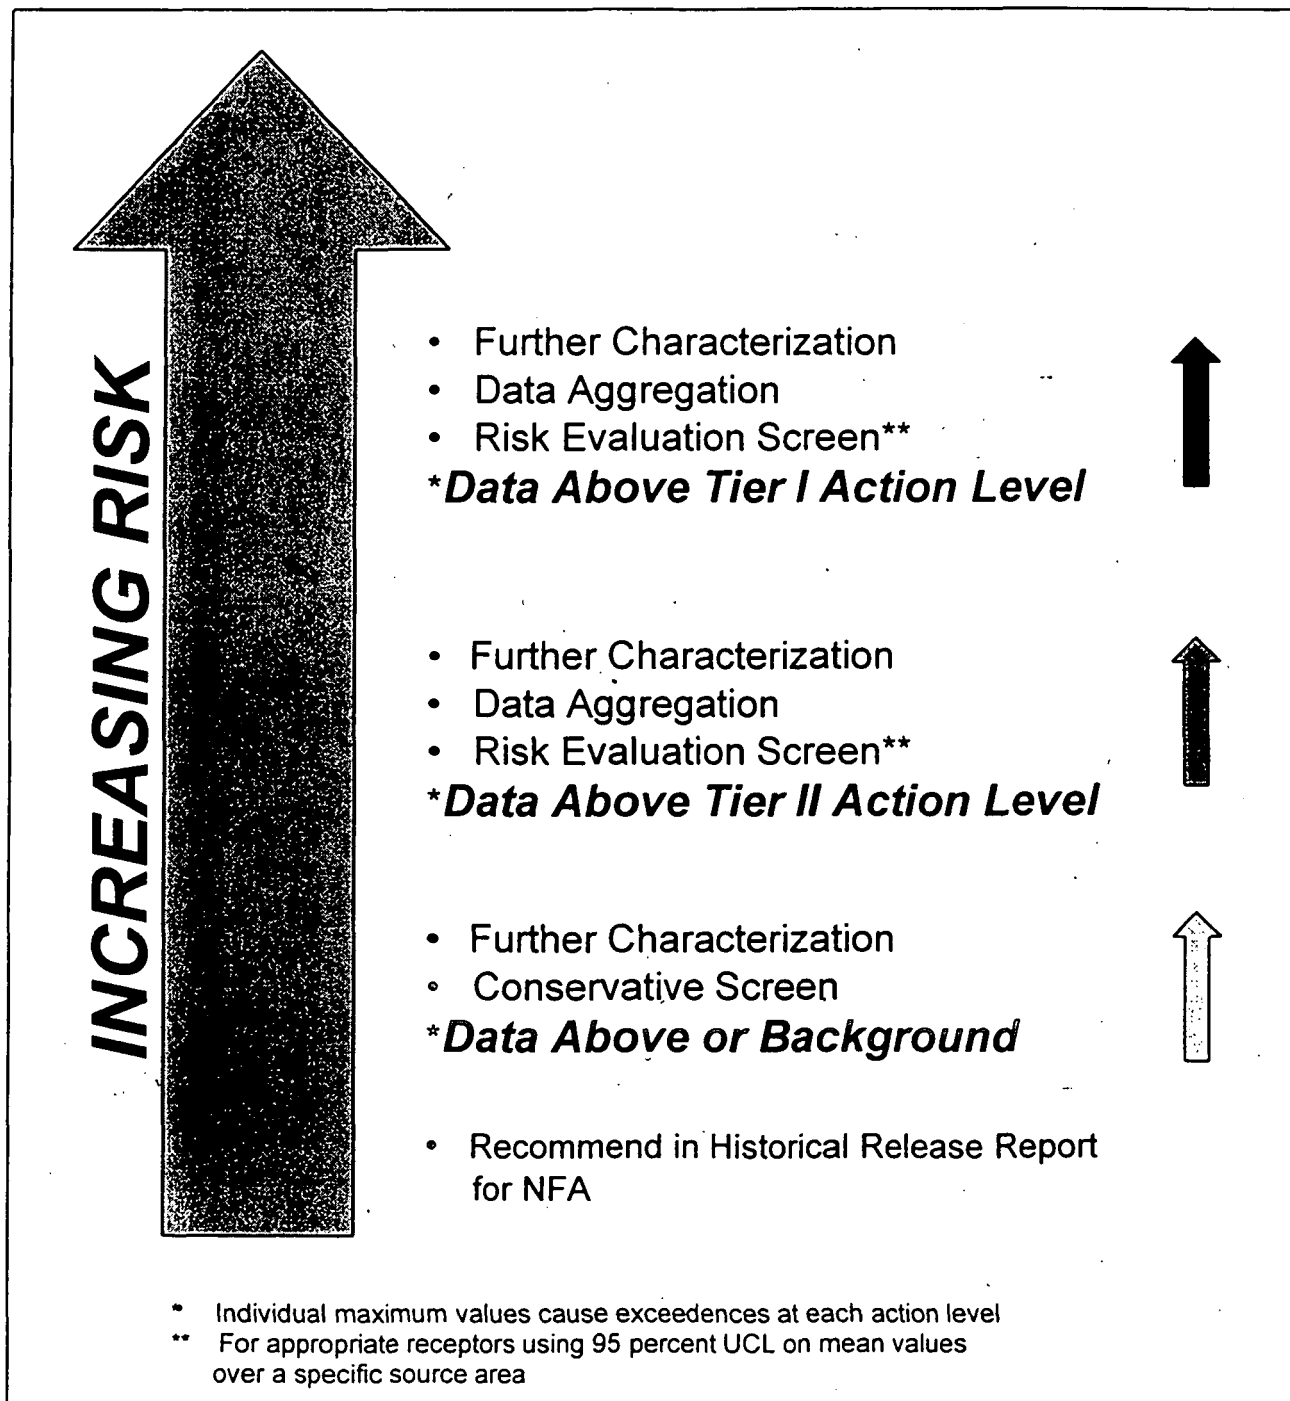 INCREASING RISK
• Further Characterization
• Data Aggregation
• Risk Evaluation Screen**
*Data Above Tier I Action Level
• Further Characterization
• Data Aggregation
• Risk Evaluation Screen**
*Data Above Tier II Action Level
• Further Characterization
• Conservative Screen
*Data Above or Background
• Recommend in Historical Release Report
for NFA
* Individual maximum values cause exceedences at each action level
** For appropriate receptors using 95 percent UCL on mean values
over a specific source area